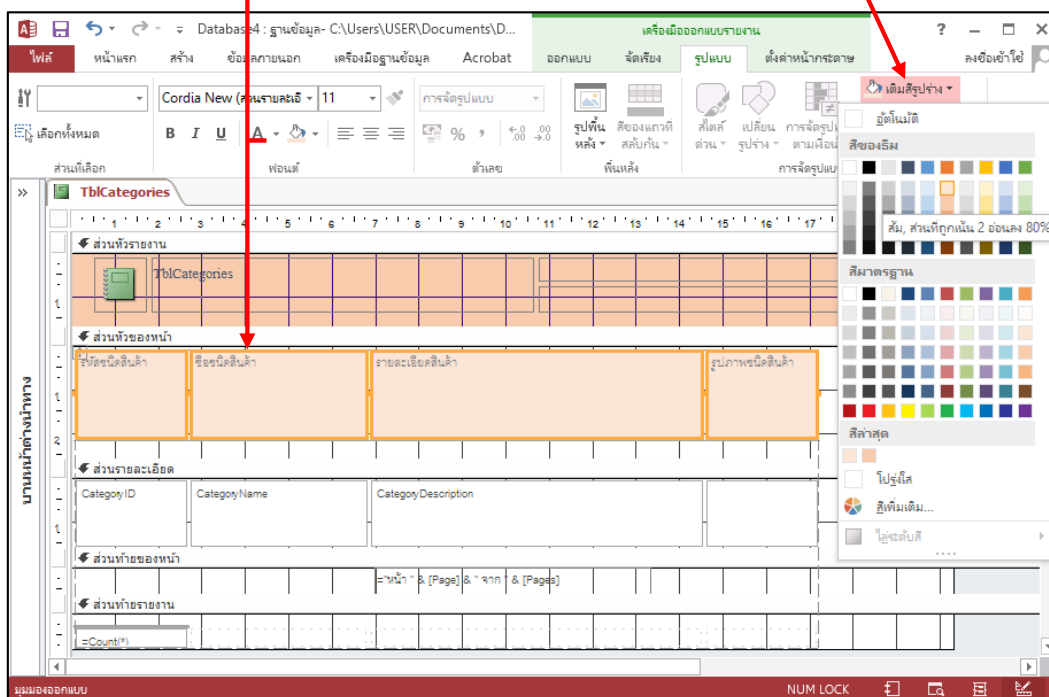 Database4 : ฐานข้อมูล- C:\Users\USER\Documents\D...
เครื่องมือออกแบบรายงาน
?
ไฟล์ หน้าแรก สร้าง ข้อมูลภายนอก เครื่องมือฐานข้อมูล Acrobat ออกแบบ จัดเรียง รูปแบบ ตั้งค่าหน้ากระดาษ ลงชื่อเข้าใช้
Cordia New (ส่วนรายละเอี 11 การจัดรูปแบบ
เลือกทั้งหมด B I U A % รูปพื้นหลัง สีของแถวที่สลับกัน สไตล์ด่วน เปลี่ยนรูปร่าง การจัดรูปแ ตามเงื่อน
ส่วนที่เลือก ฟอนต์ ตัวเลข พื้นหลัง การจัดรูปแบ
เติมสีรูปร่าง
อัตโนมัติ
สีของธีม
ส้ม, ส่วนที่ถูกเน้น 2 อ่อนลง 80%
สีมาตรฐาน
สีล่าสุด
โปร่งใส
สีเพิ่มเติม...
ไล่ระดับสี
TblCategories
1 2 3 4 5 6 7 8 9 10 11 12 13 14 15 16 17
ส่วนหัวรายงาน
TblCategories
1
ส่วนหัวของหน้า
รหัสชนิดสินค้า ชื่อชนิดสินค้า รายละเอียดสินค้า รูปภาพชนิดสินค้า
1
2
ส่วนรายละเอียด
CategoryID CategoryName CategoryDescription
1
ส่วนท้ายของหน้า
="หน้า " & [Page] & " จาก " & [Pages]
ส่วนท้ายรายงาน
=Count(*)
บานหน้าต่างนำทาง
มุมมองออกแบบ
NUM LOCK